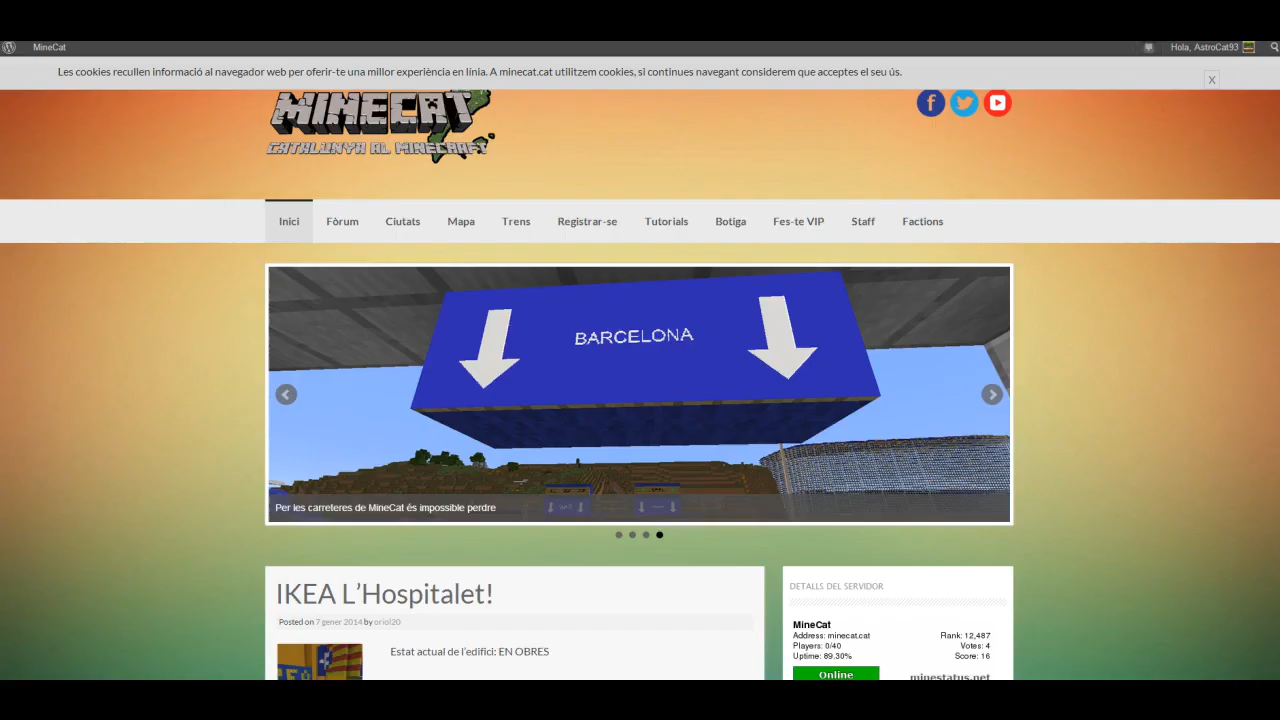 MineCat
Hola, AstroCat93
Les cookies recullen informació al navegador web per oferir-te una millor experiència en línia. A minecat.cat utilitzem cookies, si continues navegant considerem que acceptes el seu ús.
X
MINECAT
CATALUNYA AL MINECRAFT
Inici
Fòrum
Ciutats
Mapa
Trens
Registrar-se
Tutorials
Botiga
Fes-te VIP
Staff
Factions
BARCELONA
Per les carreteres de MineCat és impossible perdre
IKEA L’Hospitalet!
Posted on 7 gener 2014 by oriol20
Estat actual de l’edifici: EN OBRES
DETALLS DEL SERVIDOR
MineCat
Address: minecat.cat
Rank: 12,487
Players: 0/40
Votes: 4
Uptime: 89.30%
Score: 16
Online
minestatus.net